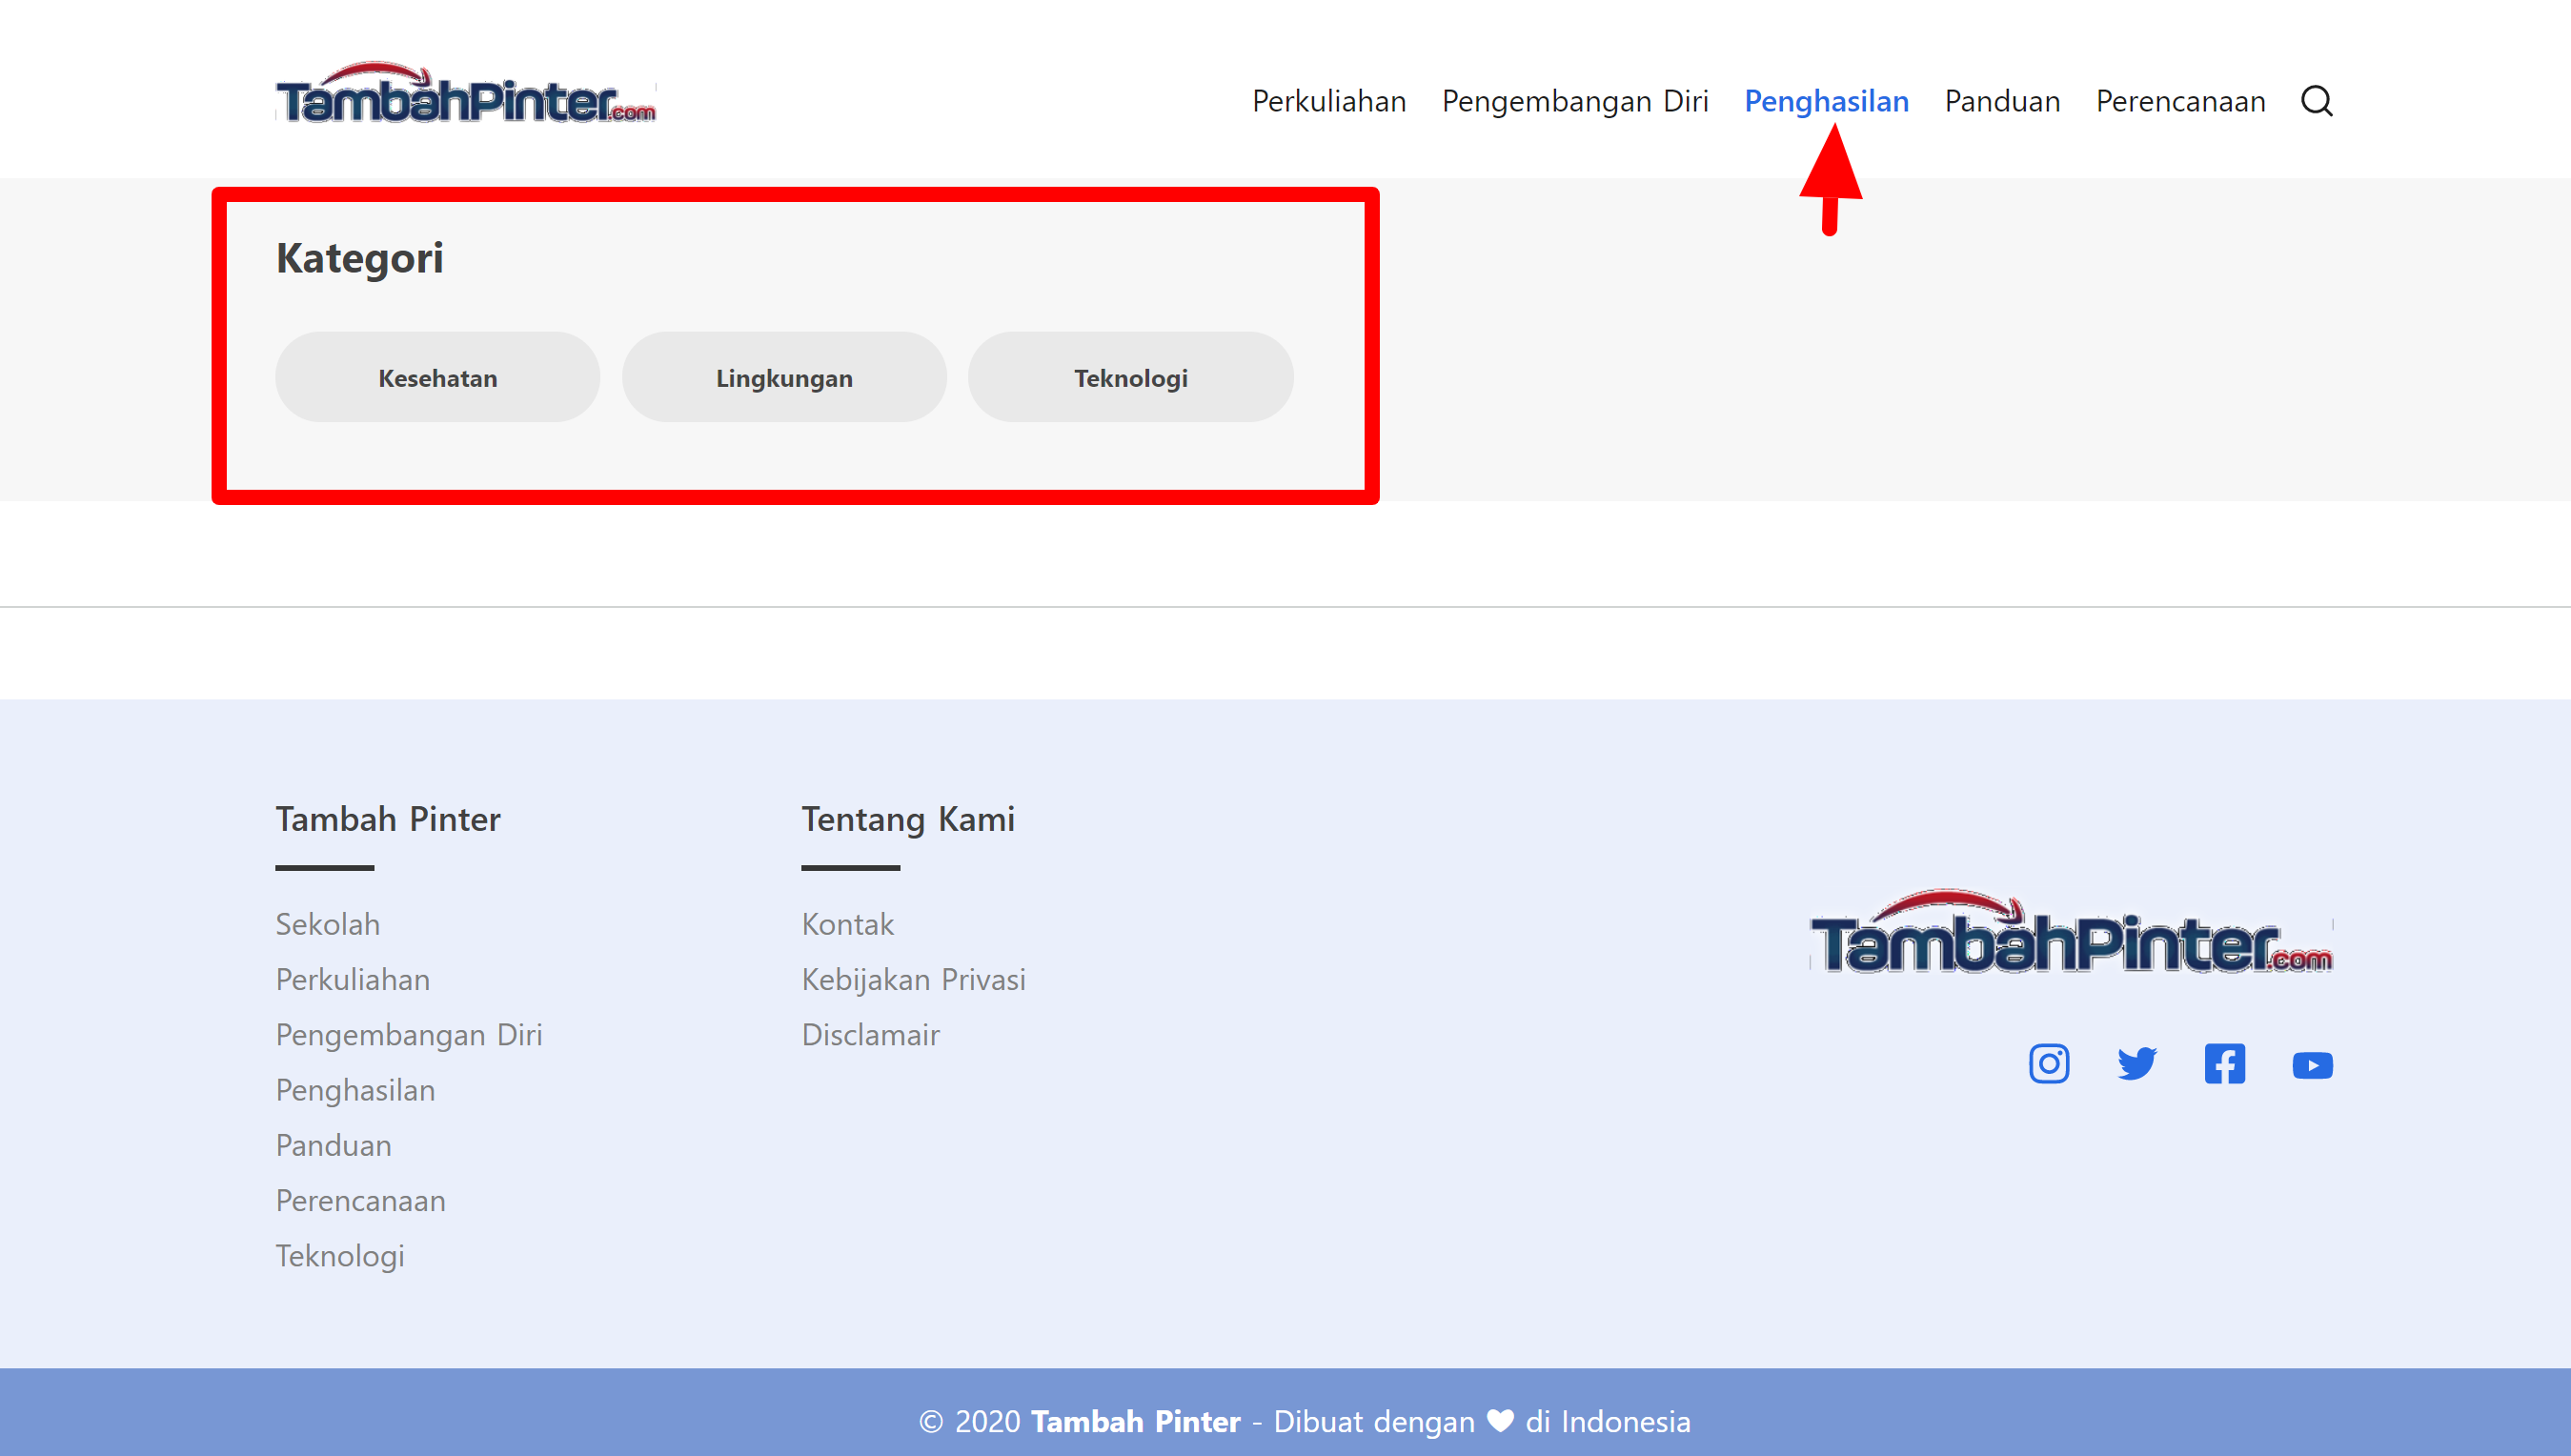 TambahPinter.com
Perkuliahan Pengembangan Diri Penghasilan Panduan Perencanaan
Kategori
Kesehatan Lingkungan Teknologi
Tambah Pinter
Sekolah
Perkuliahan
Pengembangan Diri
Penghasilan
Panduan
Perencanaan
Teknologi
Tentang Kami
Kontak
Kebijakan Privasi
Disclamair
TambahPinter.com
© 2020 Tambah Pinter - Dibuat dengan ♥ di Indonesia